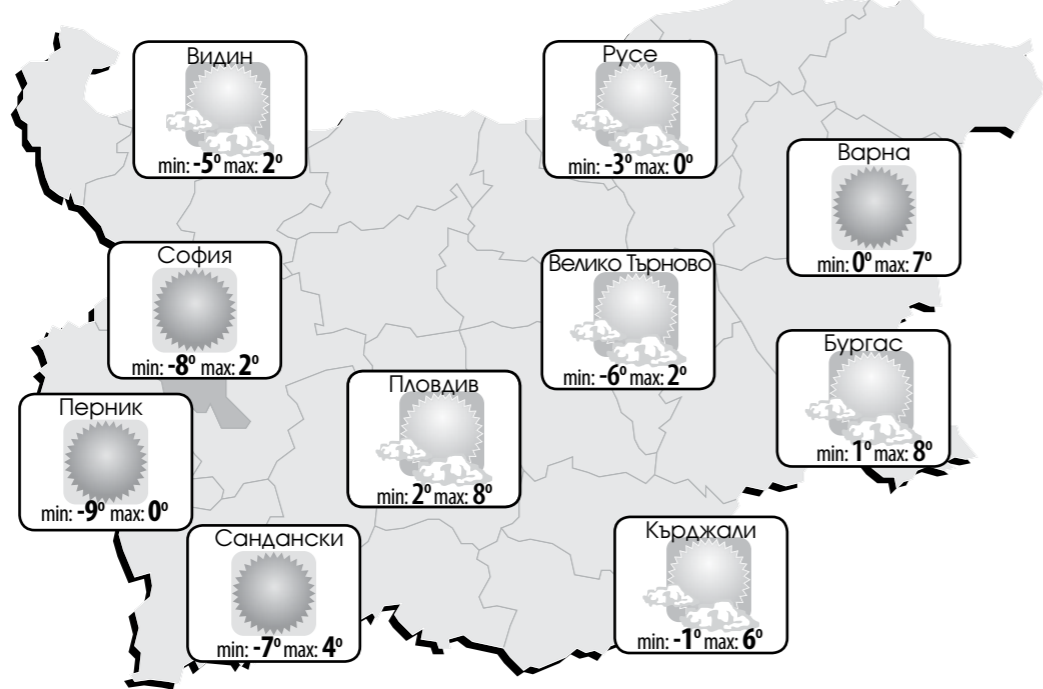 Видин
min: -5° max: 2°
Русе
min: -3° max: 0°
Варна
min: 0° max: 7°
София
min: -8° max: 2°
Велико Търново
min: -6° max: 2°
Бургас
min: 1° max: 8°
Пловдив
min: 2° max: 8°
Перник
min: -9° max: 0°
Сандански
min: -7° max: 4°
Кърджали
min: -1° max: 6°